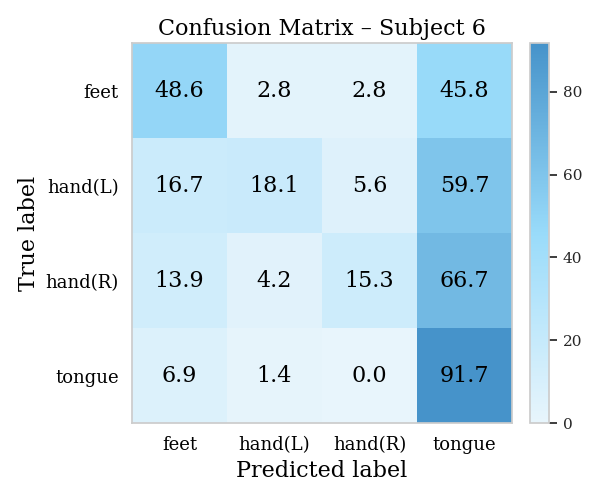 Confusion Matrix – Subject 6
True label
feet 48.6 2.8 2.8 45.8
hand(L) 16.7 18.1 5.6 59.7
hand(R) 13.9 4.2 15.3 66.7
tongue 6.9 1.4 0.0 91.7
feet hand(L) hand(R) tongue
Predicted label
80
60
40
20
0